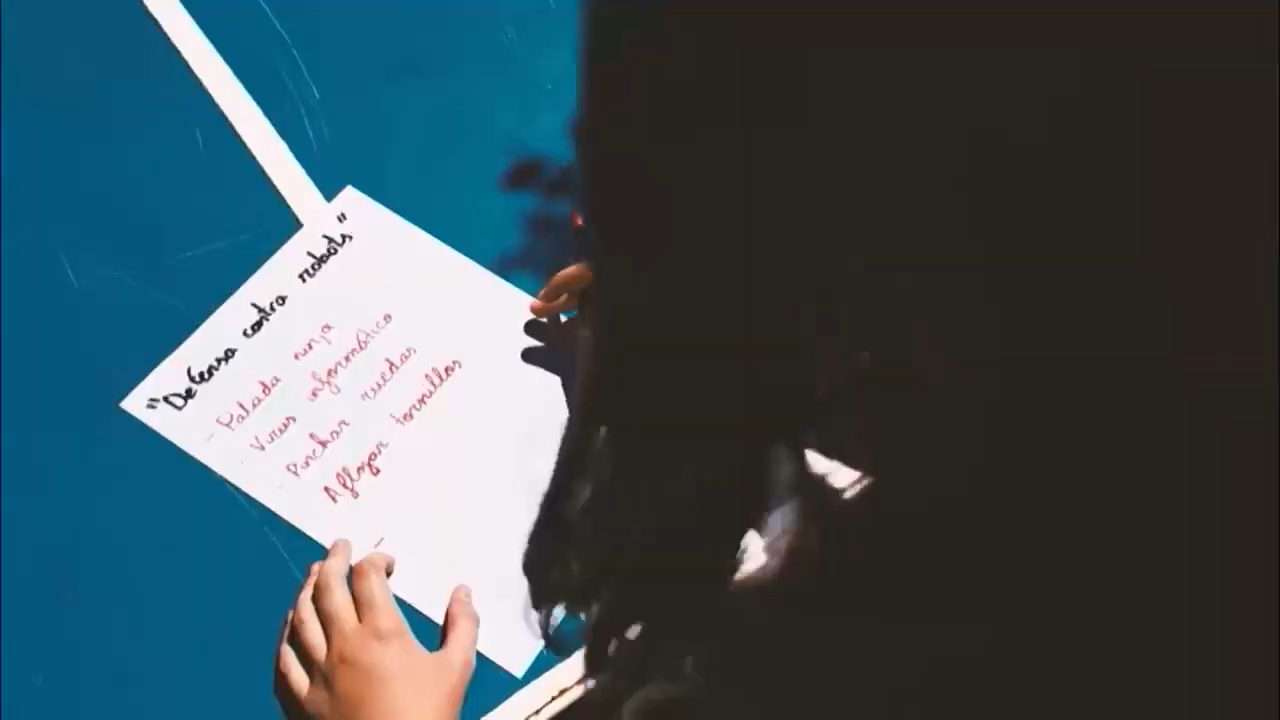 "Defensa contra robots"
- Patada ninja
- Virus informático
- Pinchar ruedas
Aflojar tornillos
-